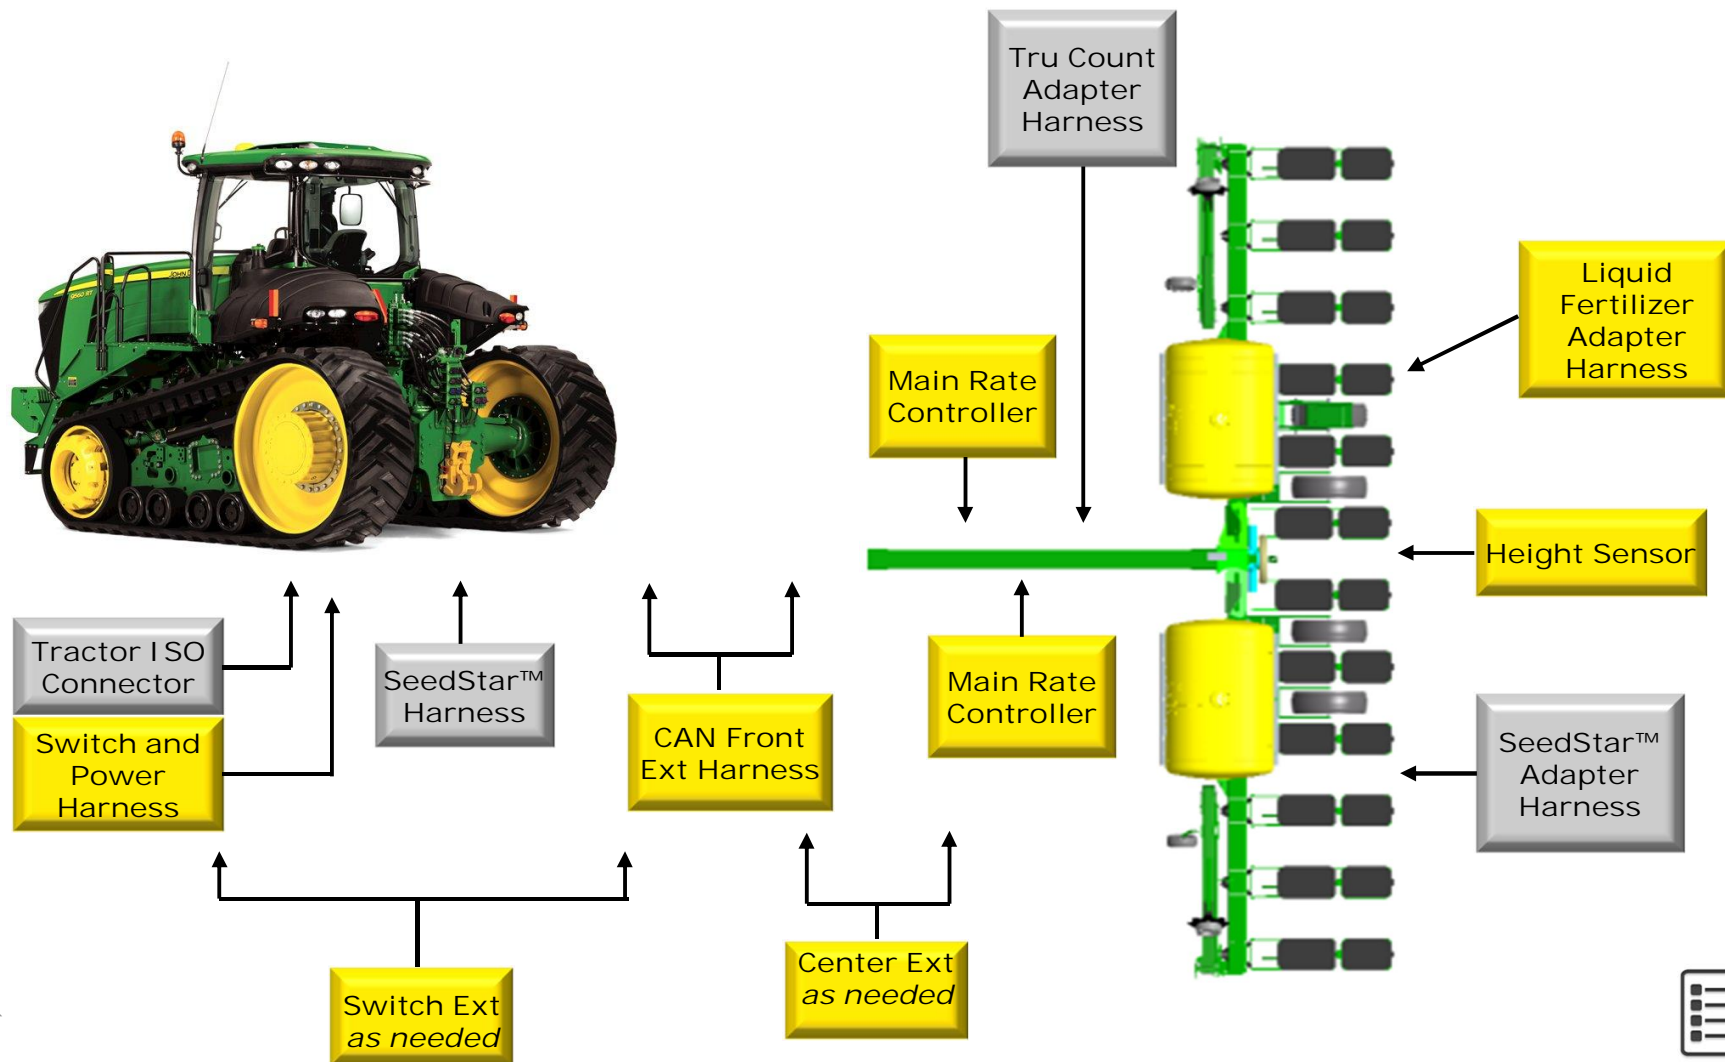 Tru Count
Adapter
Harness
Liquid
Fertilizer
Adapter
Harness
Main Rate
Controller
Height Sensor
Tractor ISO
Connector
SeedStar™
Harness
Main Rate
Controller
CAN Front
Ext Harness
Switch and
Power
Harness
SeedStar™
Adapter
Harness
Center Ext
as needed
Switch Ext
as needed